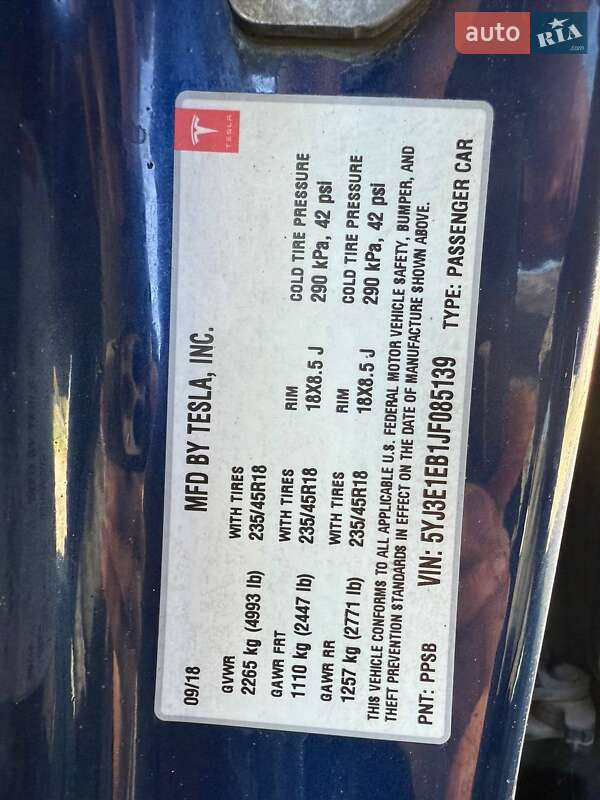 auto RIA.com
TESLA
MFD BY TESLA, INC.
09/18
GVWR WITH TIRES
2265 kg (4993 lb) 235/45R18
GAWR FRT WITH TIRES RIM COLD TIRE PRESSURE
1110 kg (2447 lb) 235/45R18 18X8.5 J 290 kPa, 42 psi
GAWR RR WITH TIRES RIM COLD TIRE PRESSURE
1257 kg (2771 lb) 235/45R18 18X8.5 J 290 kPa, 42 psi
THIS VEHICLE CONFORMS TO ALL APPLICABLE U.S. FEDERAL MOTOR VEHICLE SAFETY, BUMPER, AND
THEFT PREVENTION STANDARDS IN EFFECT ON THE DATE OF MANUFACTURE SHOWN ABOVE.
PNT: PPSB VIN: 5YJ3E1EB1JF085139 TYPE: PASSENGER CAR